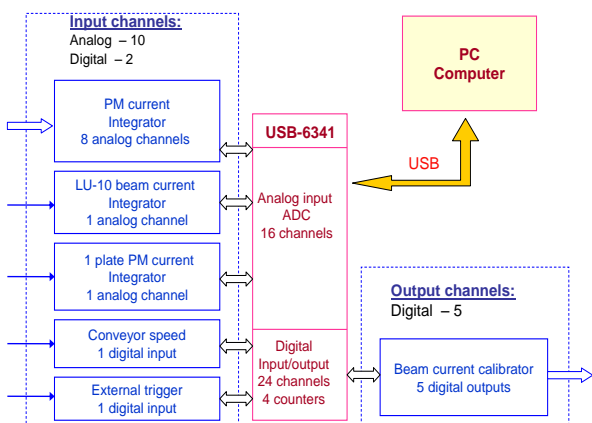 Input channels:
Analog – 10
Digital – 2
PM current
Integrator
8 analog channels
LU-10 beam current
Integrator
1 analog channel
1 plate PM current
Integrator
1 analog channel
Conveyor speed
1 digital input
External trigger
1 digital input
USB-6341
Analog input
ADC
16 channels
Digital
Input/output
24 channels
4 counters
PC
Computer
USB
Output channels:
Digital – 5
Beam current calibrator
5 digital outputs